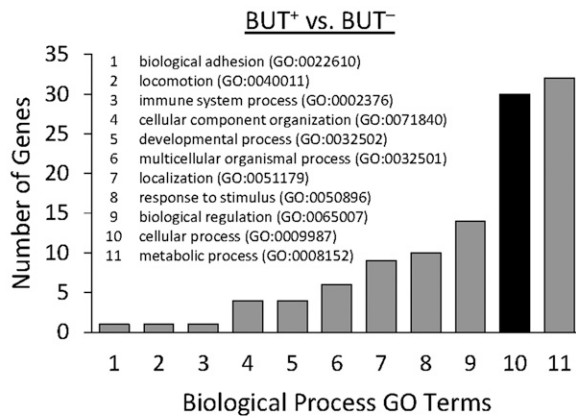 BUT⁺ vs. BUT⁻
Number of Genes
35
30
25
20
15
10
5
0
1 biological adhesion (GO:0022610)
2 locomotion (GO:0040011)
3 immune system process (GO:0002376)
4 cellular component organization (GO:0071840)
5 developmental process (GO:0032502)
6 multicellular organismal process (GO:0032501)
7 localization (GO:0051179)
8 response to stimulus (GO:0050896)
9 biological regulation (GO:0065007)
10 cellular process (GO:0009987)
11 metabolic process (GO:0008152)
1 2 3 4 5 6 7 8 9 10 11
Biological Process GO Terms